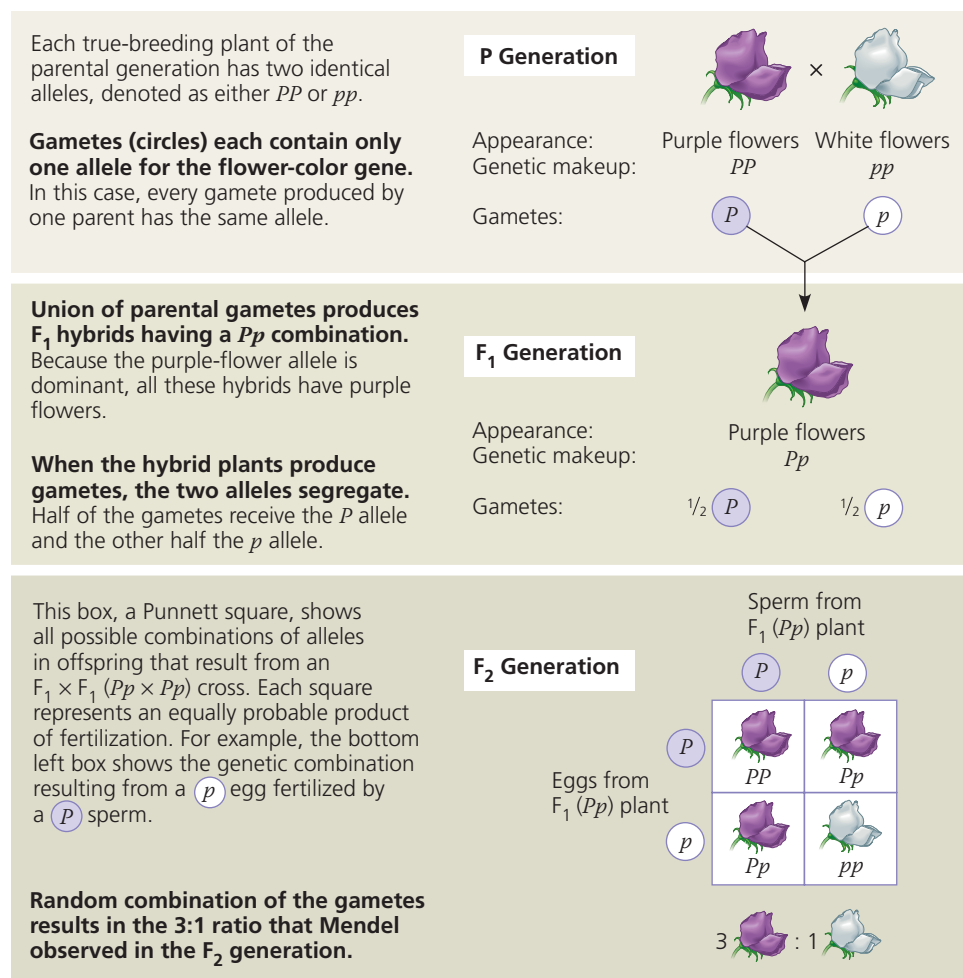 Each true-breeding plant of the
parental generation has two identical
alleles, denoted as either PP or pp.
Gametes (circles) each contain only
one allele for the flower-color gene.
In this case, every gamete produced by
one parent has the same allele.
P Generation
×
Appearance:
Purple flowers
White flowers
Genetic makeup:
PP
pp
Gametes:
P
p
Union of parental gametes produces
F₁ hybrids having a Pp combination.
Because the purple-flower allele is
dominant, all these hybrids have purple
flowers.
When the hybrid plants produce
gametes, the two alleles segregate.
Half of the gametes receive the P allele
and the other half the p allele.
F₁ Generation
Appearance:
Purple flowers
Genetic makeup:
Pp
Gametes:
1/2 P
1/2 p
This box, a Punnett square, shows
all possible combinations of alleles
in offspring that result from an
F₁ × F₁ (Pp × Pp) cross. Each square
represents an equally probable product
of fertilization. For example, the bottom
left box shows the genetic combination
resulting from a p egg fertilized by
a P sperm.
Random combination of the gametes
results in the 3:1 ratio that Mendel
observed in the F₂ generation.
F₂ Generation
Sperm from
F₁ (Pp) plant
P
p
Eggs from
F₁ (Pp) plant
P
p
PP
Pp
Pp
pp
3 : 1